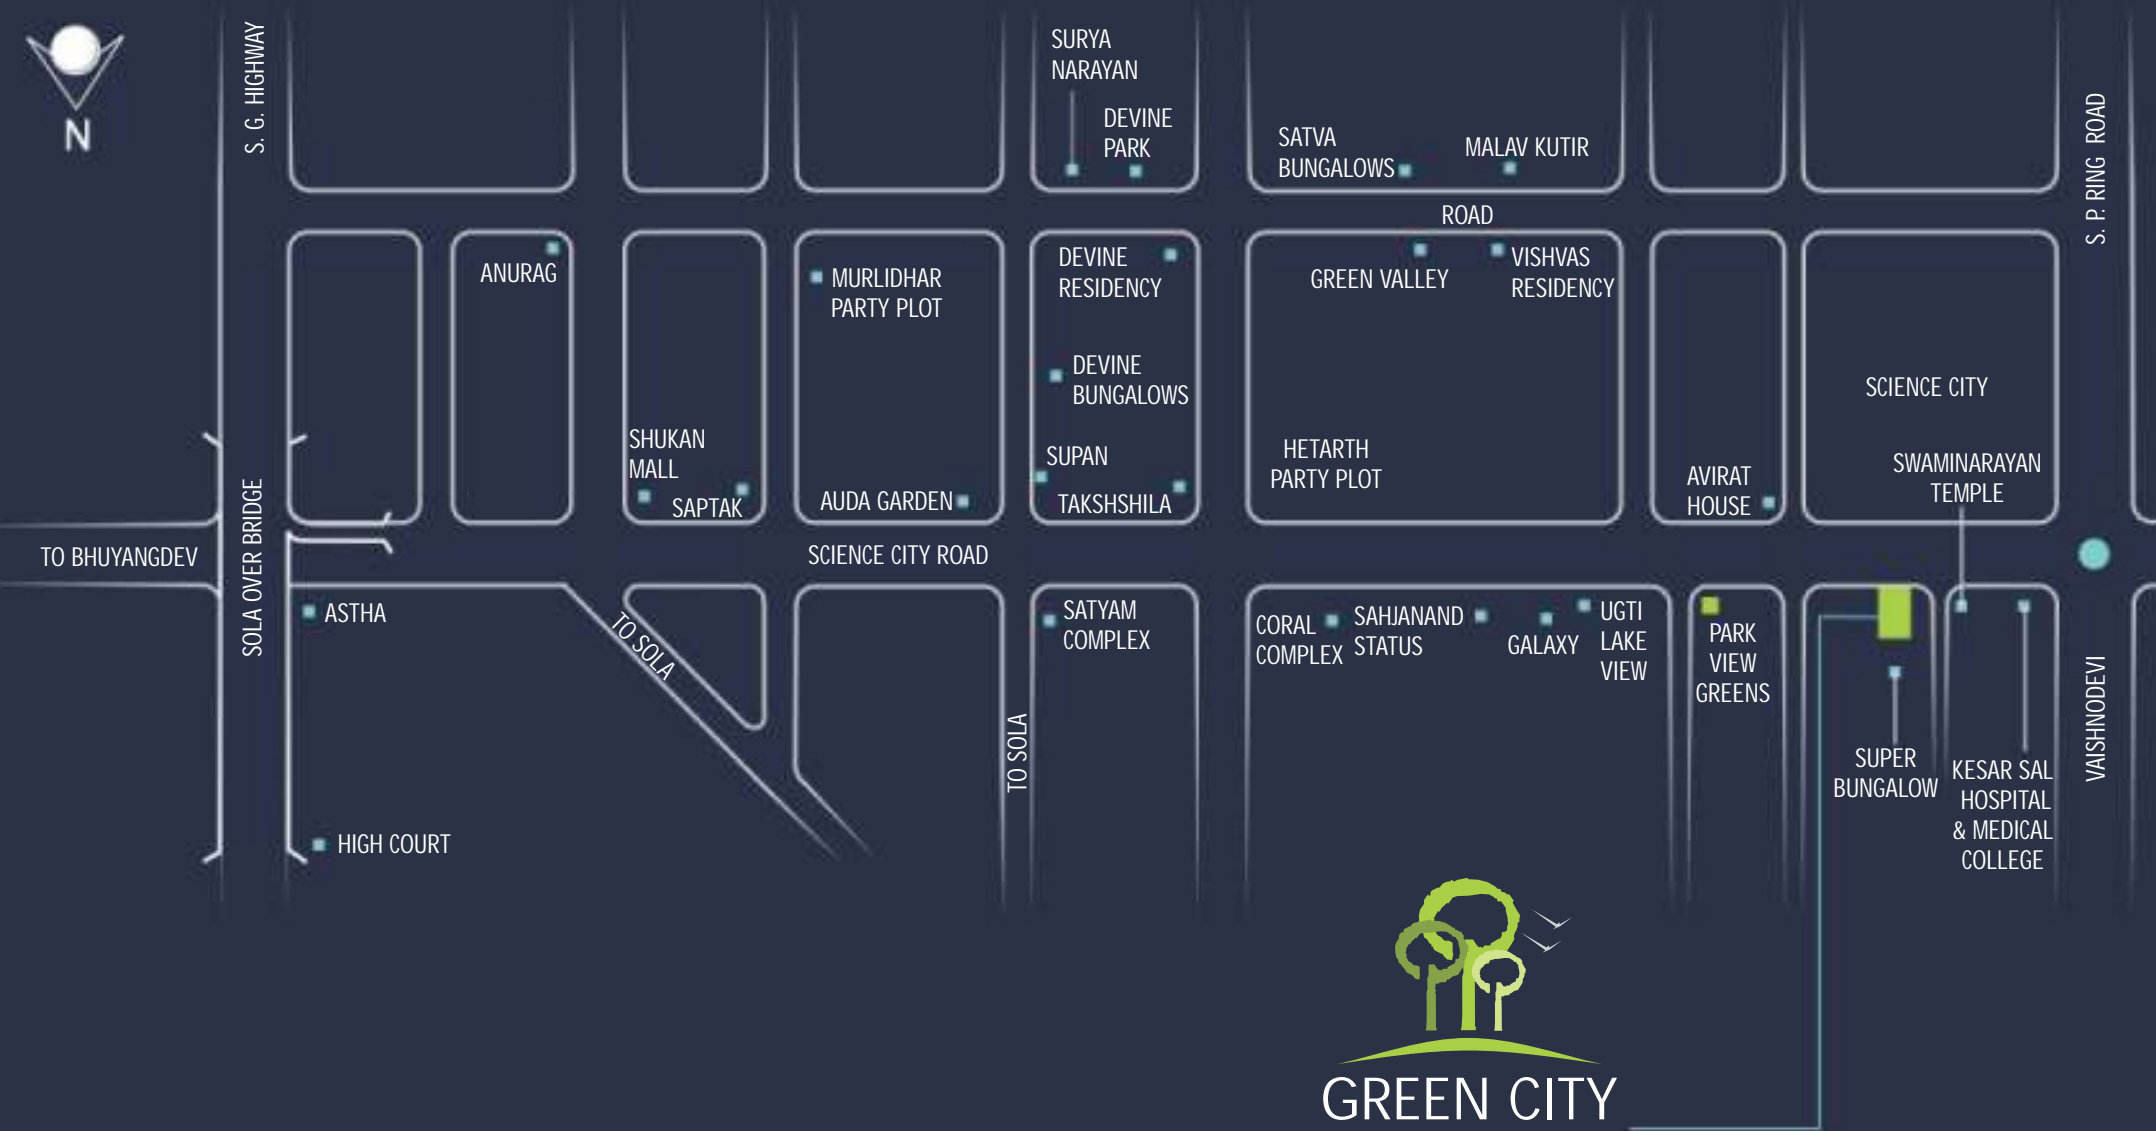 N
S. G. HIGHWAY
SURYA
NARAYAN
DEVINE
PARK
SATVA
BUNGALOWS
MALAV KUTIR
S. P. RING ROAD
ROAD
ANURAG
MURLIDHAR
PARTY PLOT
DEVINE
RESIDENCY
GREEN VALLEY
VISHVAS
RESIDENCY
DEVINE
BUNGALOWS
SCIENCE CITY
SHUKAN
MALL
SAPTAK
AUDA GARDEN
SUPAN
TAKSHSHILA
HETARTH
PARTY PLOT
AVIRAT
HOUSE
SWAMINARAYAN
TEMPLE
TO BHUYANGDEV
SOLA OVER BRIDGE
SCIENCE CITY ROAD
ASTHA
TO SOLA
SATYAM
COMPLEX
CORAL
COMPLEX
SAHJANAND
STATUS
GALAXY
UGTI
LAKE
VIEW
PARK
VIEW
GREENS
TO SOLA
SUPER
BUNGALOW
KESAR SAL
HOSPITAL
& MEDICAL
COLLEGE
VAISHNODEVI
HIGH COURT
GREEN CITY